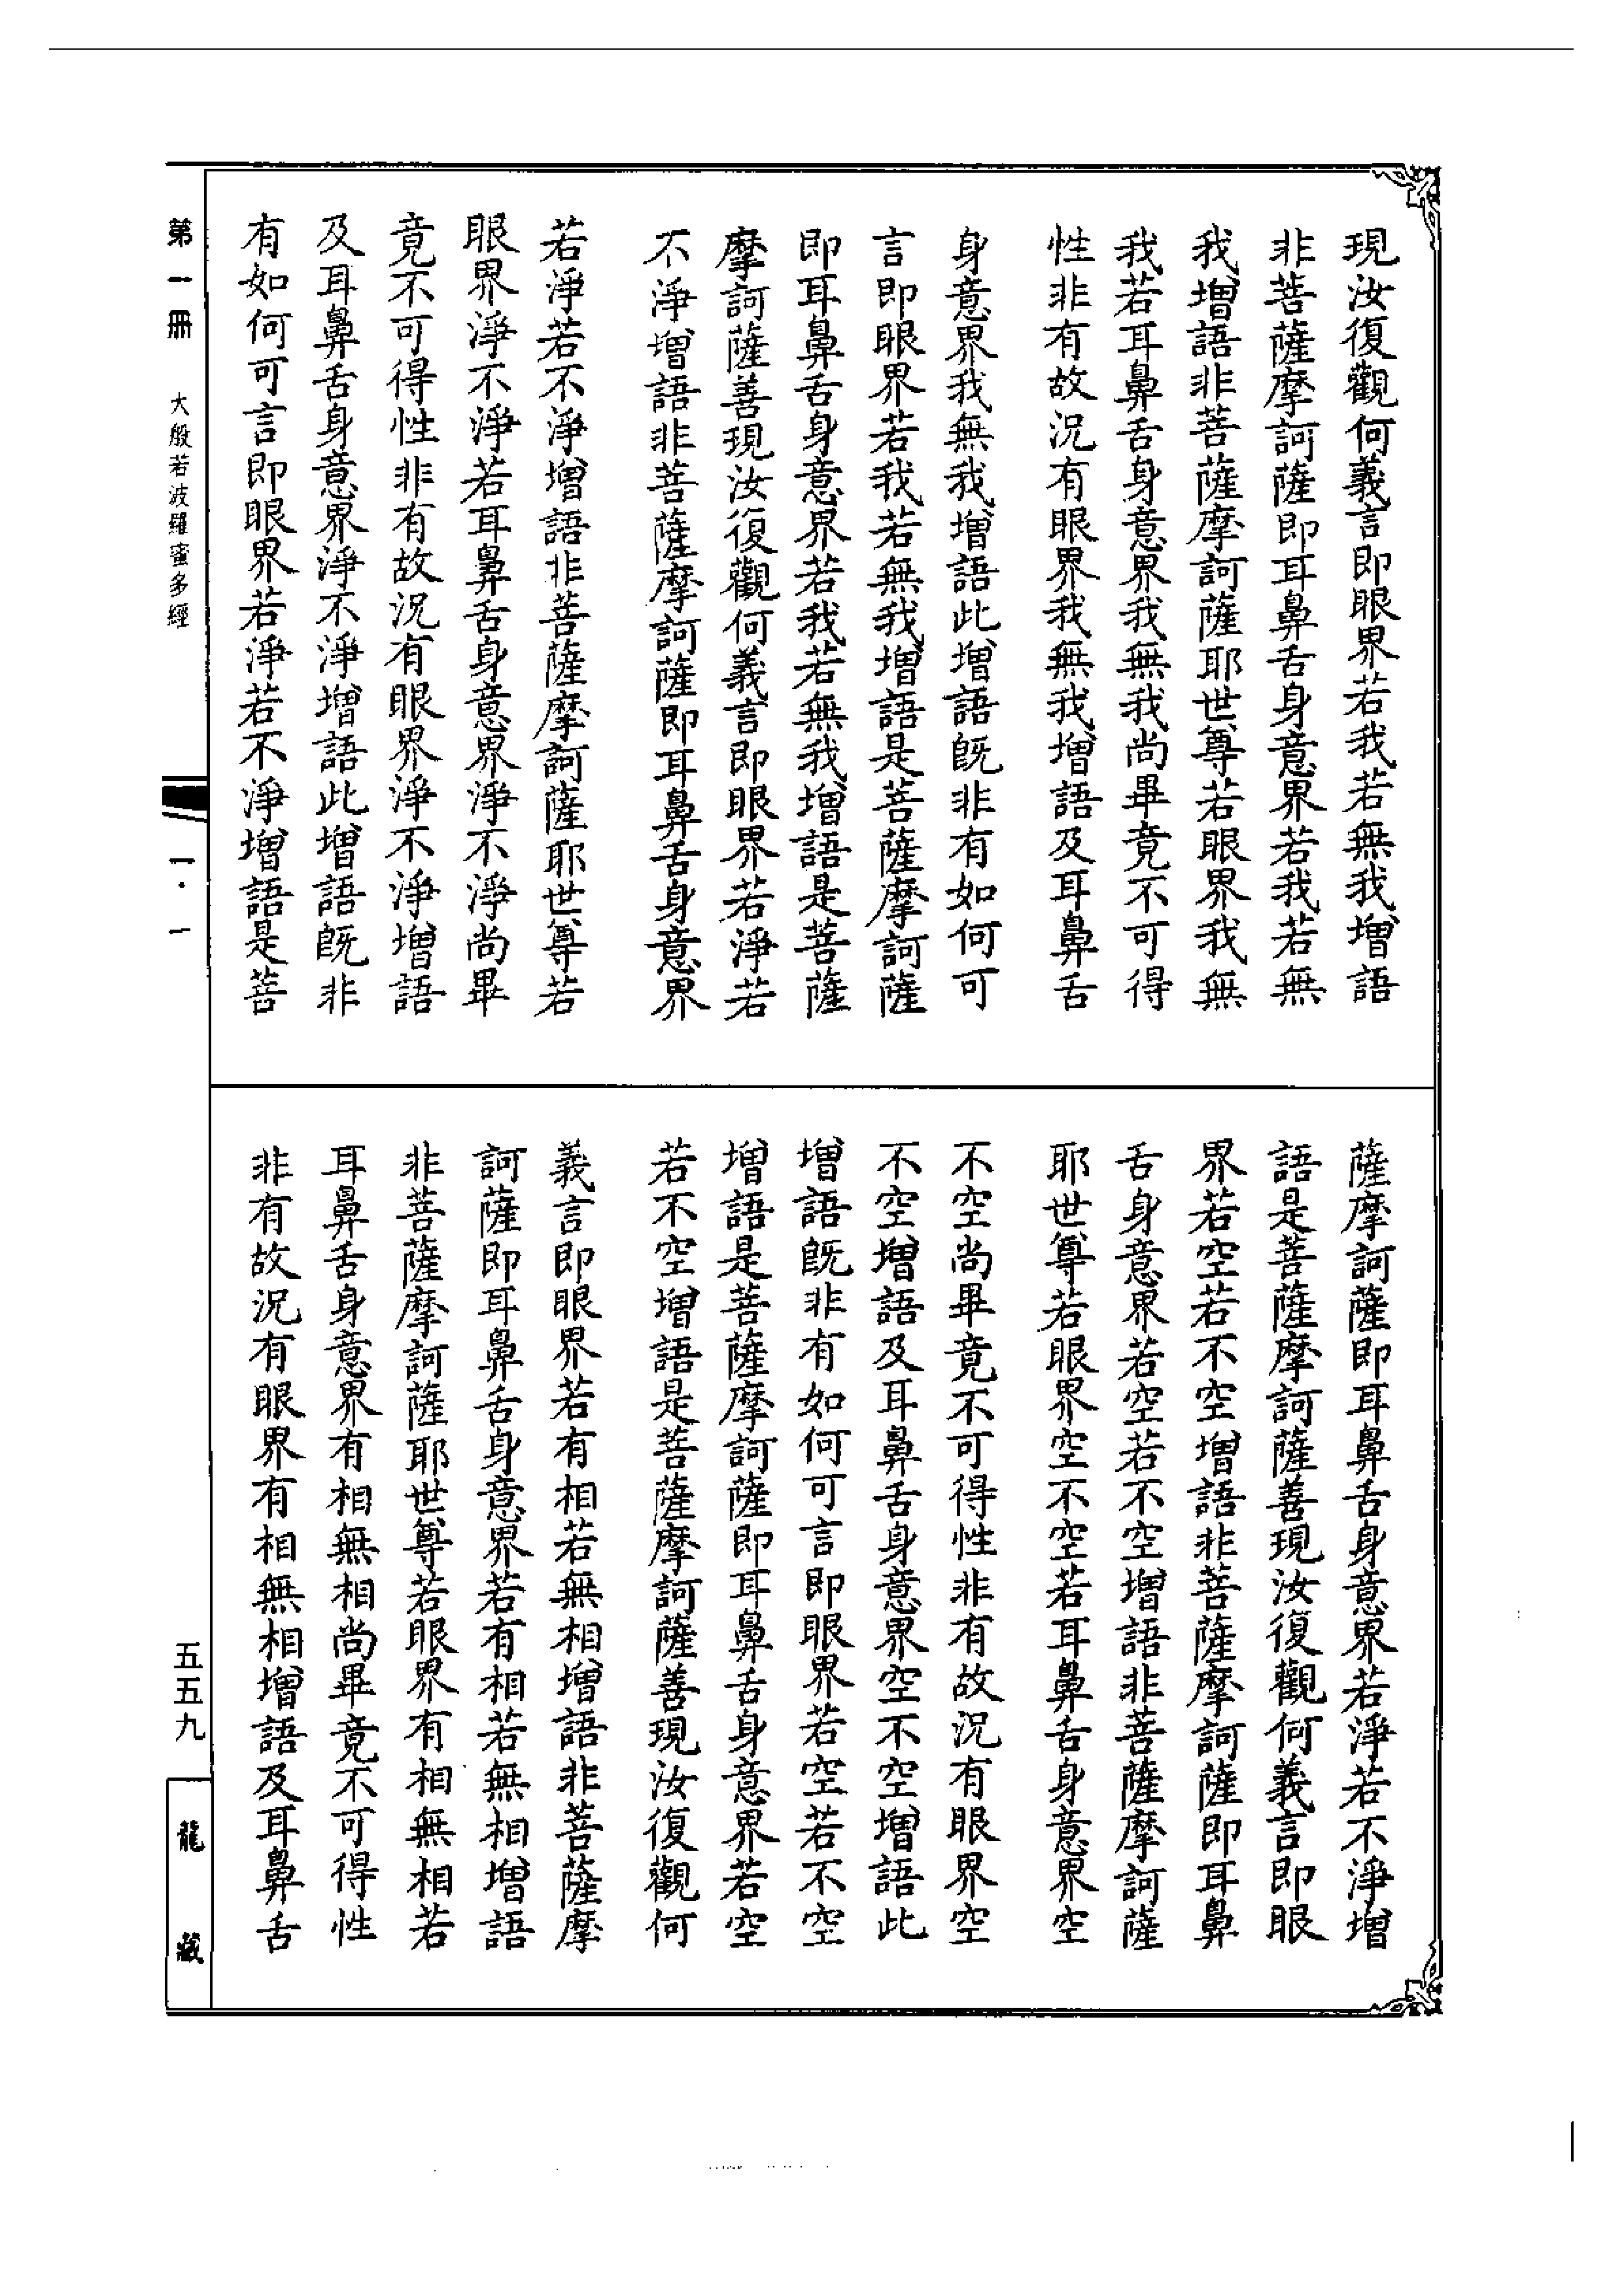 現汝復觀何義言即眼界若我若無我增語
非菩薩摩訶薩即耳鼻舌身意界若我若無
我增語非菩薩摩訶薩耶世尊若眼界我無
我若耳鼻舌身意界我無我尚畢竟不可得
性非有故況有眼界我無我增語及耳鼻舌
身意界我無我增語此增語既非有如何可
言即眼界若我若無我增語是菩薩摩訶薩
即耳鼻舌身意界若我若無我增語是菩薩
摩訶薩善現汝復觀何義言即眼界若淨若
不淨增語非菩薩摩訶薩即耳鼻舌身意界
若淨若不淨增語非菩薩摩訶薩耶世尊若
眼界淨不淨若耳鼻舌身意界淨不淨尚畢
竟不可得性非有故況有眼界淨不淨增語
及耳鼻舌身意界淨不淨增語此增語既非
有如何可言即眼界若淨若不淨增語是菩
薩摩訶薩即耳鼻舌身意界若淨若不淨增
語是菩薩摩訶薩善現汝復觀何義言即眼
界若空若不空增語非菩薩摩訶薩即耳鼻
舌身意界若空若不空增語非菩薩摩訶薩
耶世尊若眼界空不空若耳鼻舌身意界空
不空尚畢竟不可得性非有故況有眼界空
不空增語及耳鼻舌身意界空不空增語此
增語既非有如何可言即眼界若空若不空
增語是菩薩摩訶薩即耳鼻舌身意界若空
若不空增語是菩薩摩訶薩善現汝復觀何
義言即眼界若有相若無相增語非菩薩摩
訶薩即耳鼻舌身意界若有相若無相增語
非菩薩摩訶薩耶世尊若眼界有相無相若
耳鼻舌身意界有相無相尚畢竟不可得性
非有故況有眼界有相無相增語及耳鼻舌
第一冊 大般若波羅蜜多經
一·一
五五九
龍藏